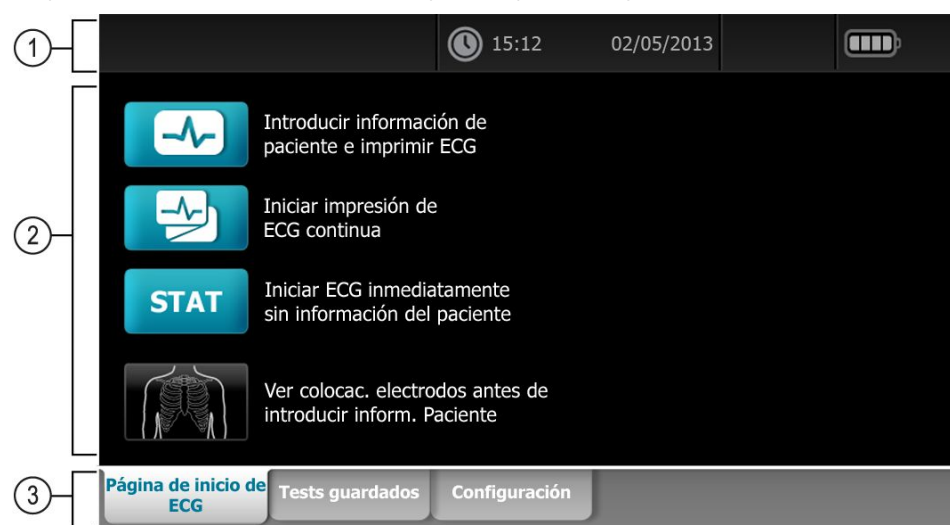 1
15:12
02/05/2013
2
Introducir información de
paciente e imprimir ECG
Iniciar impresión de
ECG continua
STAT
Iniciar ECG inmediatamente
sin información del paciente
Ver colocac. electrodos antes de
introducir inform. Paciente
3
Página de inicio de
ECG
Tests guardados
Configuración